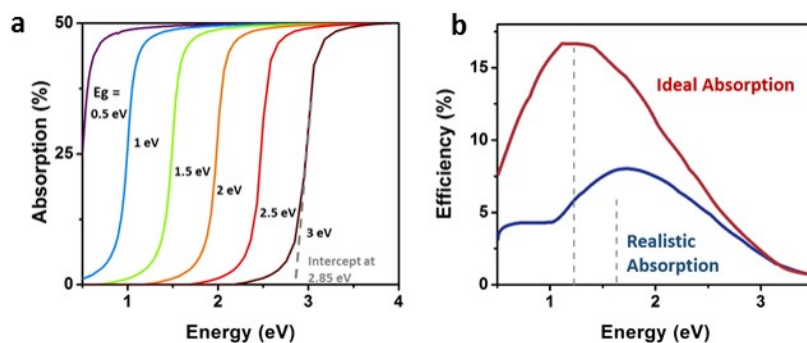 a
50
25
0
Absorption (%)
Eg =
0.5 eV
1 eV
1.5 eV
2 eV
2.5 eV
3 eV
Intercept at
2.85 eV
1
2
3
4
Energy (eV)
b
15
10
5
0
Efficiency (%)
Ideal Absorption
Realistic
Absorption
1
2
3
Energy (eV)